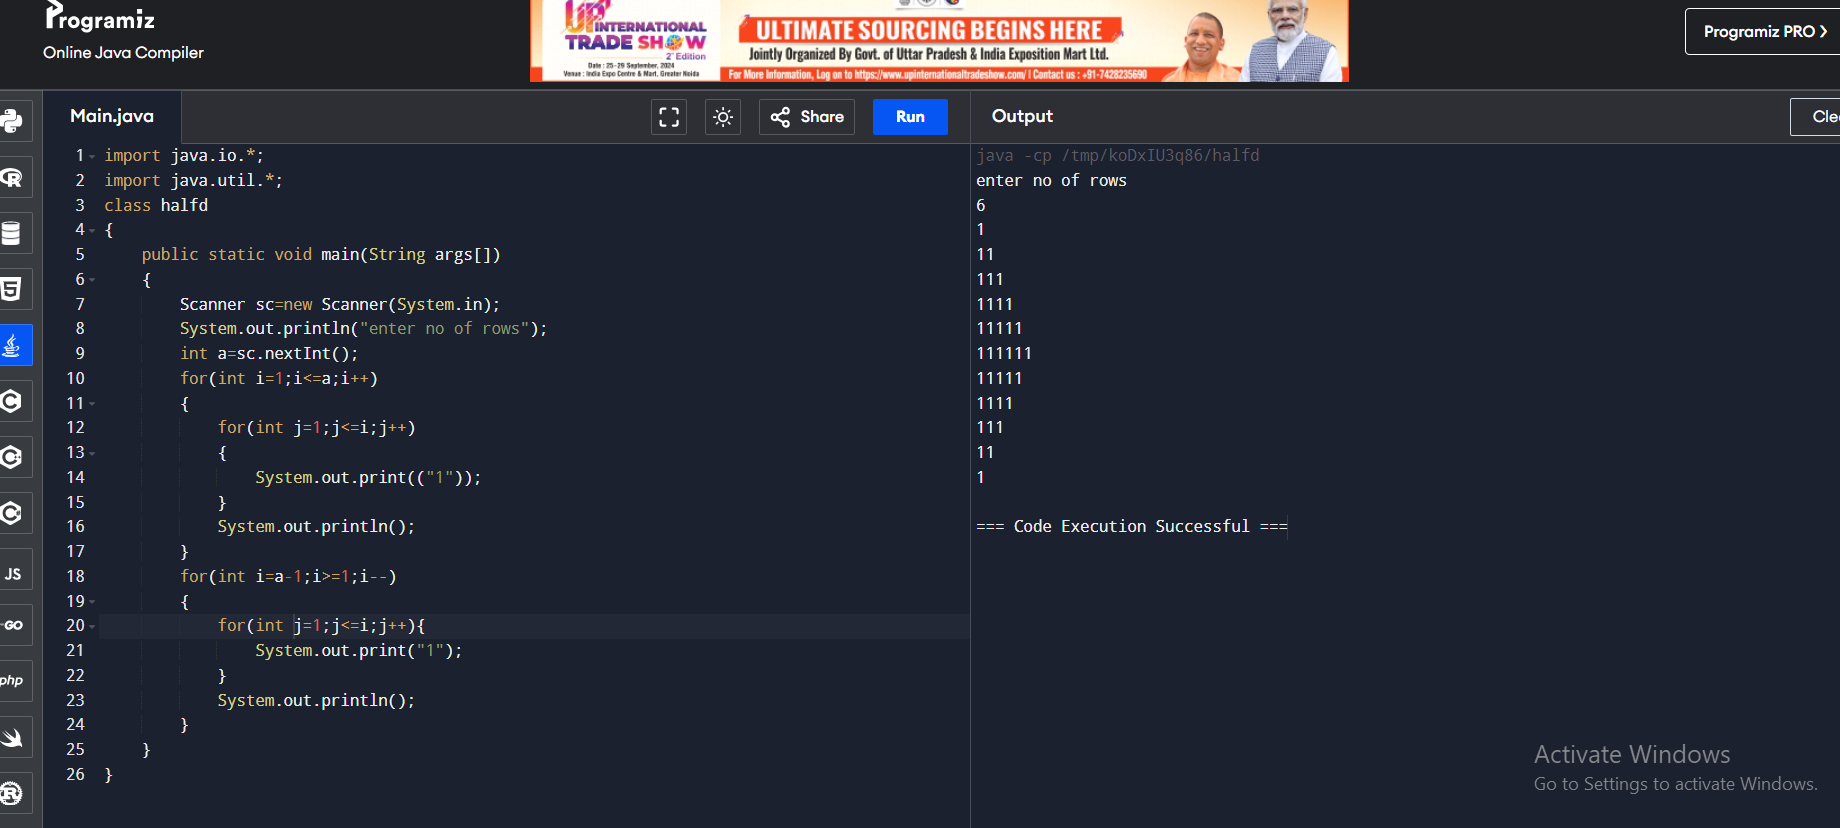 Programiz
Online Java Compiler
UP INTERNATIONAL
TRADE SHOW
2nd Edition
Date : 25-29 September, 2024
Venue : India Expo Centre & Mart, Greater Noida
ULTIMATE SOURCING BEGINS HERE
Jointly Organized By Govt. of Uttar Pradesh & India Exposition Mart Ltd.
For More Information, Log on to https://www.upinternationaltradeshow.com/ I Contact us : +91-7428235690
Programiz PRO >
Main.java
Share
Run
1 import java.io.*;
2 import java.util.*;
3 class halfd
4 {
5 public static void main(String args[])
6 {
7 Scanner sc=new Scanner(System.in);
8 System.out.println("enter no of rows");
9 int a=sc.nextInt();
10 for(int i=1;i<=a;i++)
11 {
12 for(int j=1;j<=i;j++)
13 {
14 System.out.print(("1"));
15 }
16 System.out.println();
17 }
18 for(int i=a-1;i>=1;i--)
19 {
20 for(int j=1;j<=i;j++){
21 System.out.print("1");
22 }
23 System.out.println();
24 }
25 }
26 }
Output
Cle
java -cp /tmp/koDxIU3q86/halfd
enter no of rows
6
1
11
111
1111
11111
111111
11111
1111
111
11
1
=== Code Execution Successful ===
R
5
C
C
C
JS
GO
php
R
Activate Windows
Go to Settings to activate Windows.